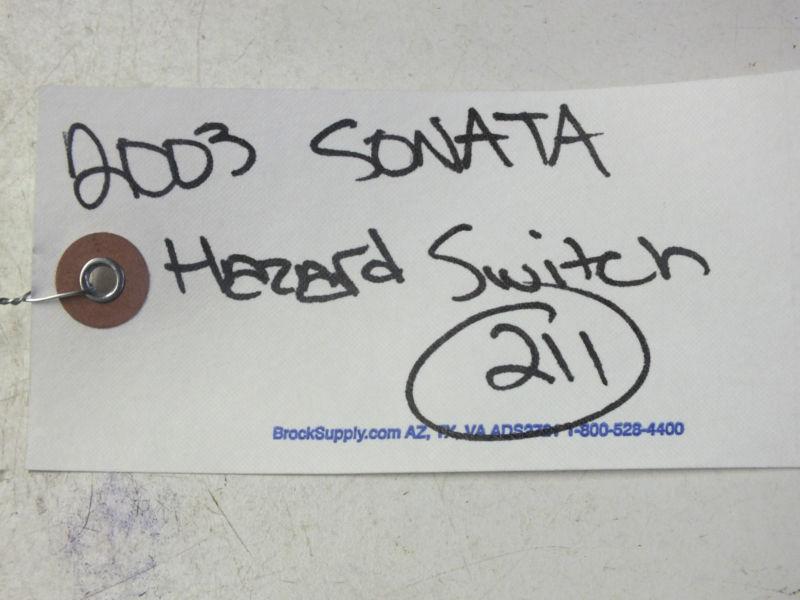 2003 SONATA
Hazard Switch
211
BrockSupply.com AZ, TX, VA 1-800-528-4400